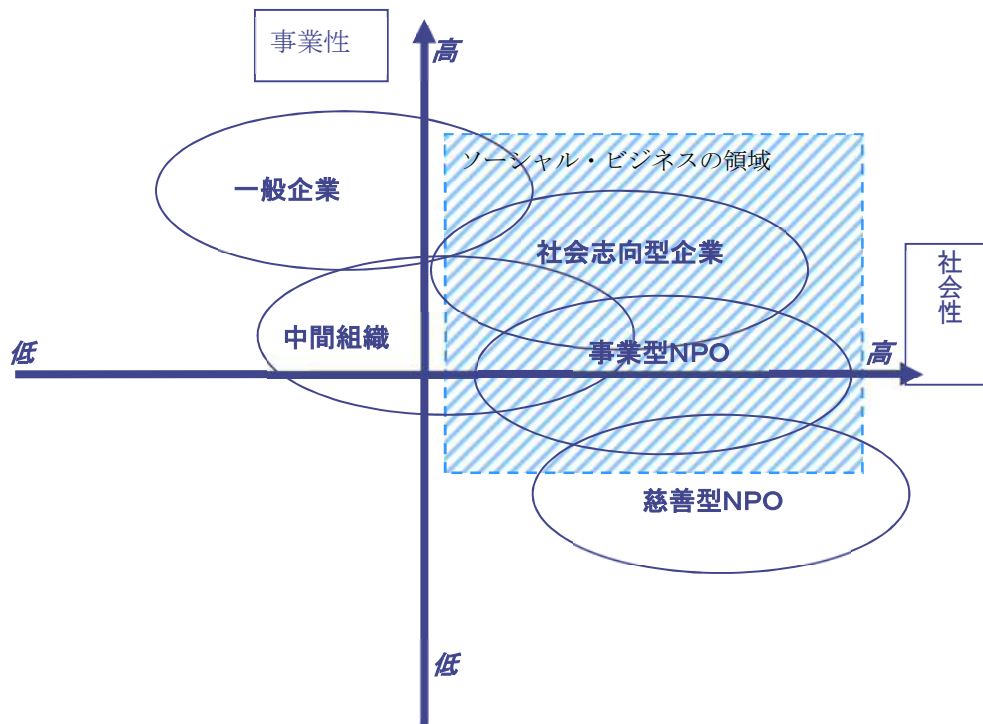 事業性
高
ソーシャル・ビジネスの領域
一般企業
社会志向型企業
社会性
中間組織
低
事業型NPO
高
慈善型NPO
低